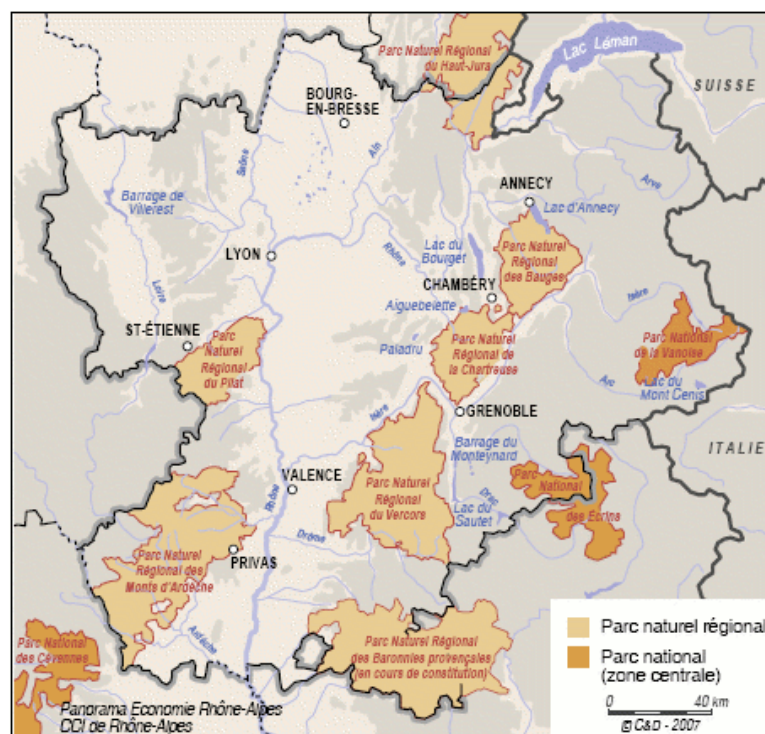 Parc Naturel Régional
du Haut-Jura
Lac Léman
SUISSE
BOURG-
EN-BRESSE
Ain
Saône
Arve
Barrage de
Villerest
ANNECY
Lac d'Annecy
LYON
Rhône
Lac du
Bourget
Parc Naturel
Régional
des Bauges
CHAMBÉRY
Loire
Aiguebelette
Isère
ST-ÉTIENNE
Parc
Naturel
Régional
du Pilat
Paladru
Parc Naturel
Régional de
la Chartreuse
Parc National
de la Vanoise
Arc
Lac du
Mont Cenis
Isère
GRENOBLE
ITALIE
Barrage du
Monteynard
VALENCE
Rhône
Parc Naturel
Régional
du Vercors
Parc
National
des Ecrins
Drac
Lac du
Sautet
Drôme
PRIVAS
Parc Naturel
Régional des
Monts d'Ardèche
Ardèche
Parc National
des Cévennes
Parc Naturel Régional
des Baronnies provençales
(en cours de constitution)
Parc naturel régional
Parc national
(zone centrale)
0 40 km
© C&D - 2007
Panorama Economie Rhône-Alpes
CCI de Rhône-Alpes